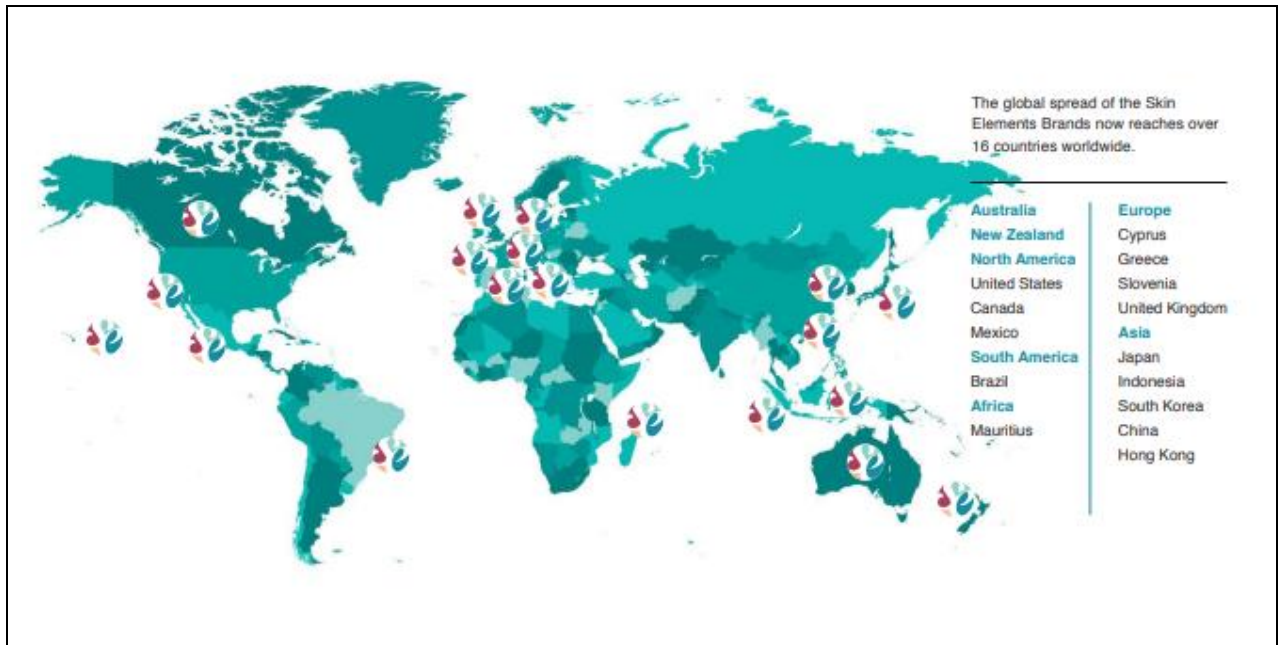 The global spread of the Skin
Elements Brands now reaches over
16 countries worldwide.
Australia
New Zealand
North America
United States
Canada
Mexico
South America
Brazil
Africa
Mauritius
Europe
Cyprus
Greece
Slovenia
United Kingdom
Asia
Japan
Indonesia
South Korea
China
Hong Kong